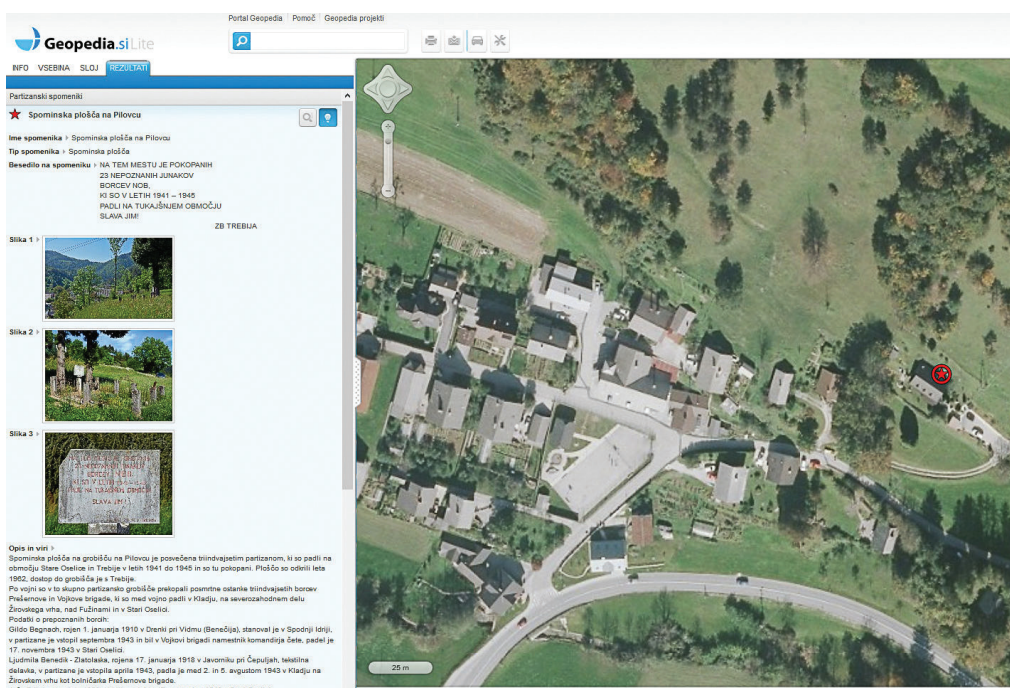 Portal Geopedia Pomoč Geopedia projekti
Geopedia.si Lite
INFO VSEBINA SLOJ REZULTATI
Partizanski spomeniki
Spominska plošča na Pilovcu
Ime spomenika Spominska plošča na Pilovcu
Tip spomenika Spominska plošča
Besedilo na spomeniku NA TEM MESTU JE POKOPANIH
23 NEPOZNANIH JUNAKOV
BORCEV NOB,
KI SO V LETIH 1941 – 1945
PADLI NA TUKAJŠNJEM OBMOČJU
SLAVA JIM!
ZB TREBIJA
Slika 1
Slika 2
Slika 3
SLAVA JIM!
Opis in viri
Spominska plošča na grobišču na Pilovcu je posvečena triindvajsetim partizanom, ki so padli na
območju Stare Oselice in Trebije v letih 1941 do 1945 in so tu pokopani. Ploščo so odkrili leta
1962, dostop do grobišča je s Trebije.
Po vojni so v to skupno partizansko grobišče prekopali posmrtne ostanke triindvajsetih borcev
Prešernove in Vojkove brigade, ki so med vojno padli v Kladju, na severozahodnem delu
Žirovskega vrha, nad Fužinami in v Stari Oselici.
Podatki o prepoznanih borcih:
Gildo Begnach, rojen 1. januarja 1910 v Drenki pri Vidmu (Benečija), stanoval je v Spodnji Idriji,
v partizane je vstopil septembra 1943 in bil v Vojkovi brigadi namestnik komandirja čete, padel je
17. novembra 1943 v Stari Oselici.
Ljudmila Benedik - Zlatolaska, rojena 17. januarja 1918 v Javorniku pri Čepuljah, tekstilna
delavka, v partizane je vstopila aprila 1943, padla je med 2. in 5. avgustom 1943 v Kladju na
Žirovskem vrhu kot bolničarka Prešernove brigade.
25 m